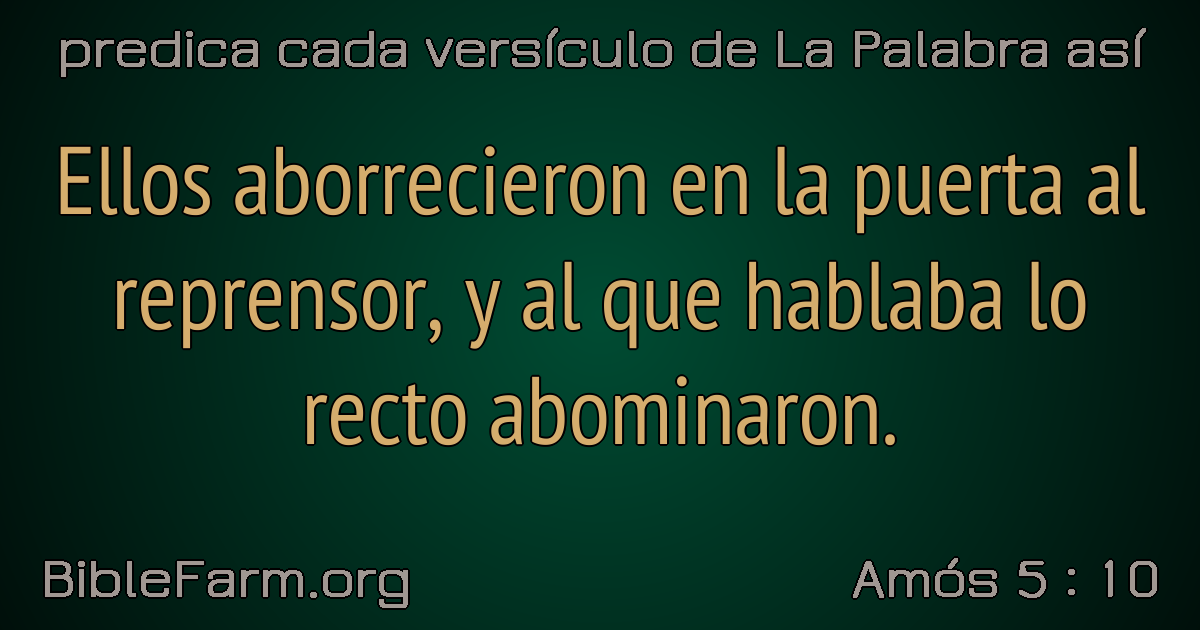 predica cada versículo de La Palabra así
Ellos aborrecieron en la puerta al
reprensor, y al que hablaba lo
recto abominaron.
BibleFarm.org
Amós 5 : 10